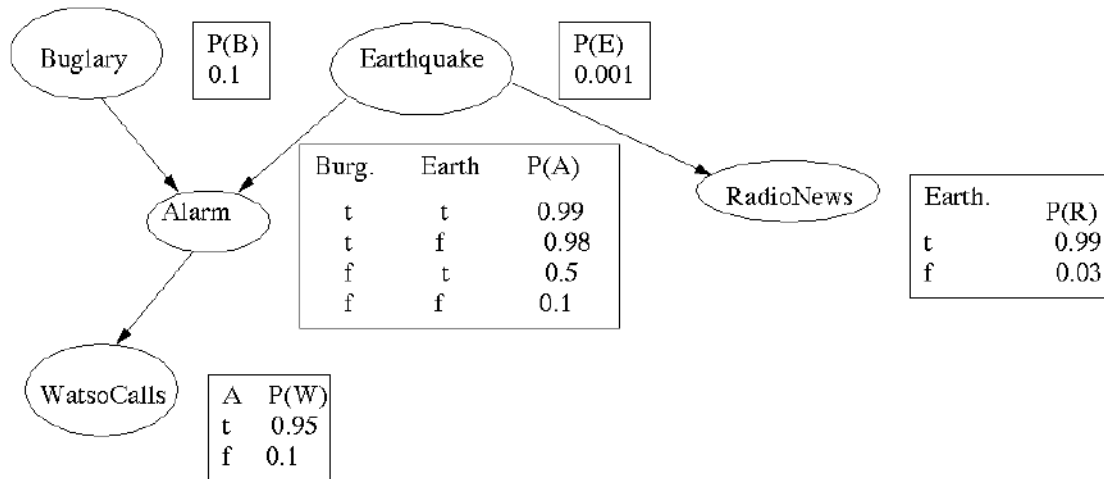 Buglary
P(B)
0.1
Earthquake
P(E)
0.001
Burg. Earth P(A)
t t 0.99
t f 0.98
f t 0.5
f f 0.1
Alarm
RadioNews
Earth.
P(R)
t 0.99
f 0.03
WatsoCalls
A P(W)
t 0.95
f 0.1